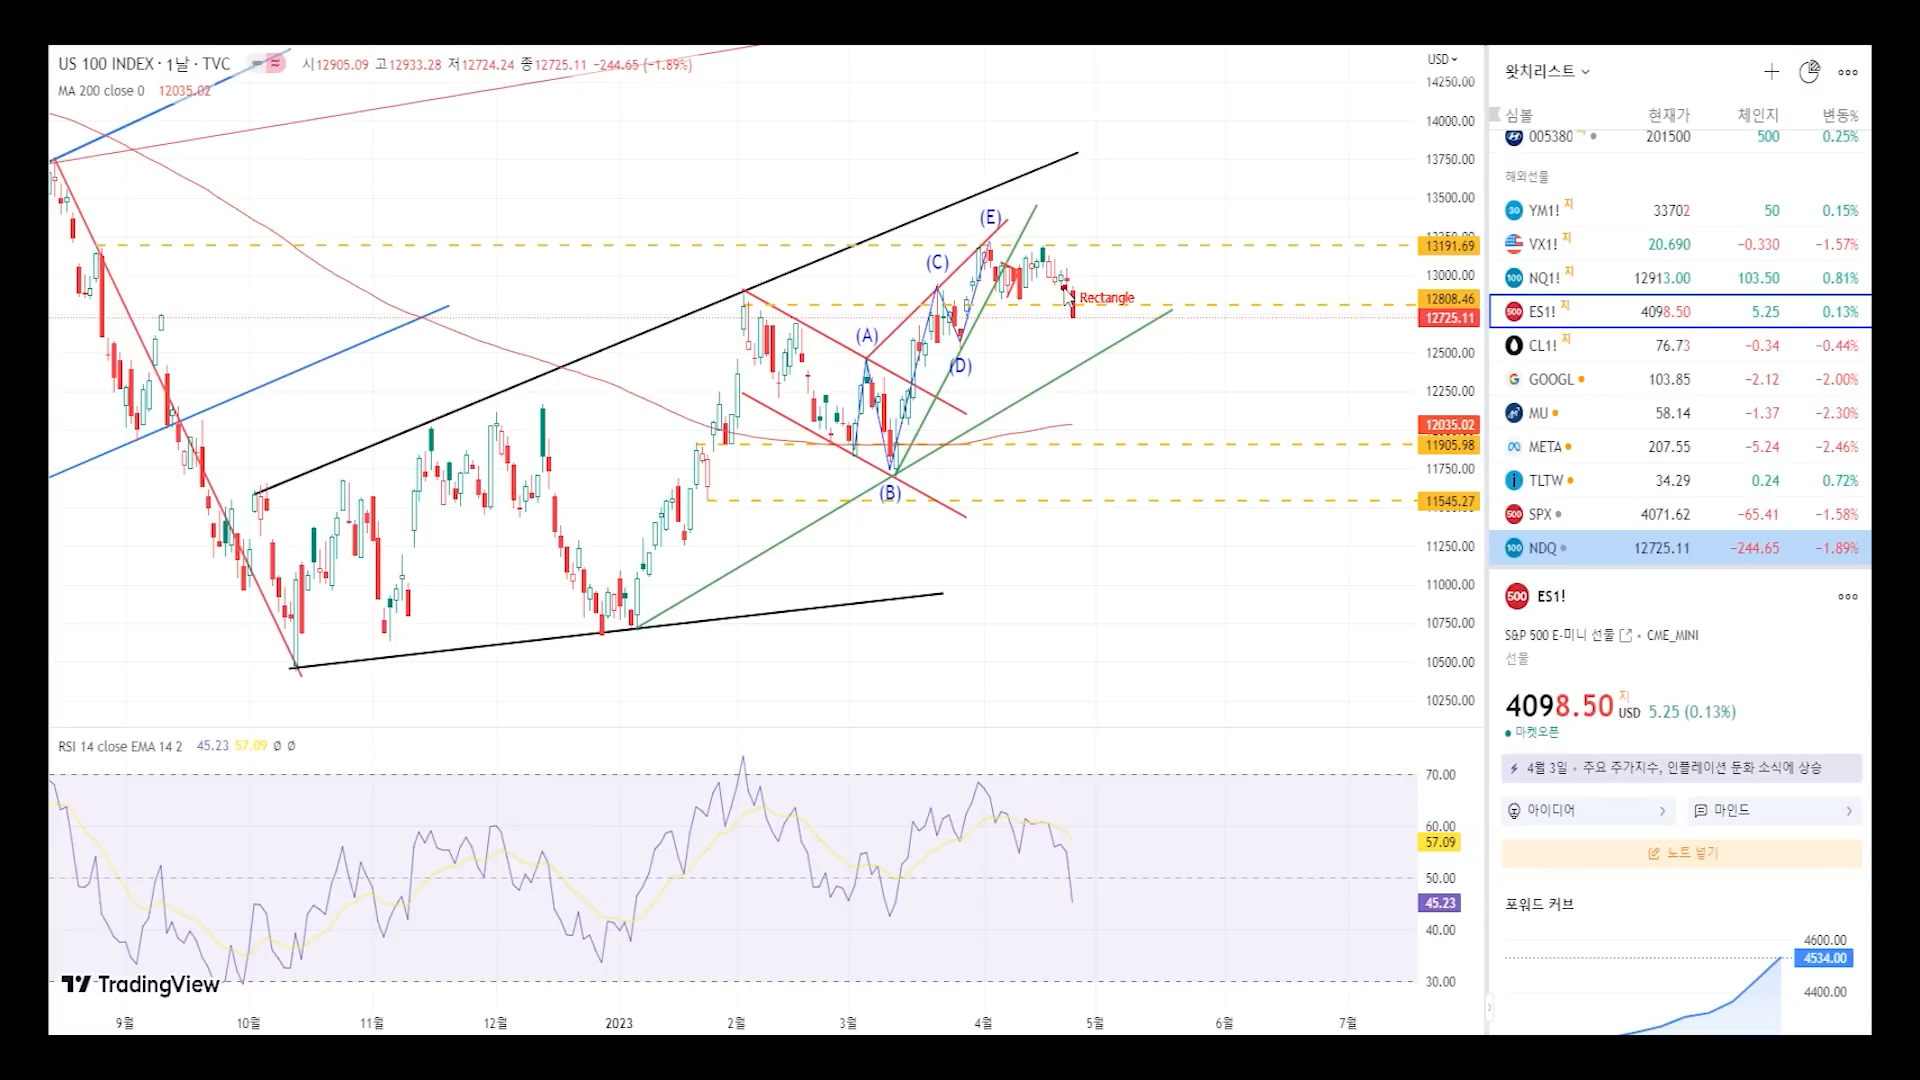 US 100 INDEX · 1날 · TVC 시12905.09 고12933.28 저12724.24 종12725.11 −244.65 (−1.89%)
MA 200 close 0 12035.02
USD
14250.00
14000.00
13750.00
13500.00
13191.69
13000.00
12808.46
12725.11
12500.00
12250.00
12035.02
11905.98
11750.00
11545.27
11250.00
11000.00
10750.00
10500.00
10250.00
(E)
(C)
Rectangle
(A)
(D)
(B)
RSI 14 close EMA 14 2 45.23 57.09 Ø Ø
70.00
60.00
57.09
50.00
45.23
40.00
30.00
TradingView
9월 10월 11월 12월 2023 2월 3월 4월 5월 6월 7월
왓치리스트
심볼 현재가 체인지 변동%
005380 201500 500 0.25%
해외선물
30 YM1! 지 33702 50 0.15%
VX1! 지 20.690 −0.330 −1.57%
100 NQ1! 지 12913.00 103.50 0.81%
500 ES1! 지 4098.50 5.25 0.13%
CL1! 지 76.73 −0.34 −0.44%
G GOOGL 103.85 −2.12 −2.00%
MU 58.14 −1.37 −2.30%
META 207.55 −5.24 −2.46%
TLTW 34.29 0.24 0.72%
500 SPX 4071.62 −65.41 −1.58%
100 NDQ 12725.11 −244.65 −1.89%
500 ES1!
S&P 500 E-미니 선물 • CME_MINI
선물
4098.50 지 USD 5.25 (0.13%)
마켓오픈
4월 3일 • 주요 주가지수, 인플레이션 둔화 소식에 상승
아이디어 마인드
노트 넣기
포워드 커브
4600.00
4534.00
4400.00